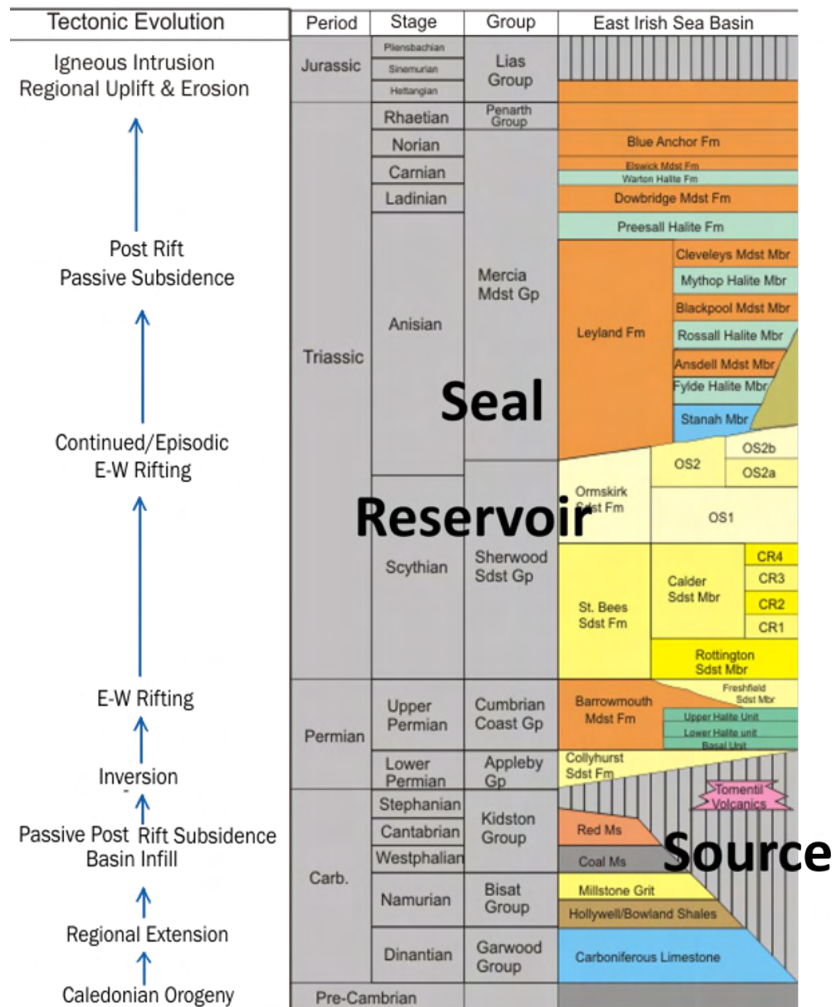 Tectonic Evolution
Period
Stage
Group
East Irish Sea Basin
Igneous Intrusion
Regional Uplift & Erosion
Post Rift
Passive Subsidence
Continued/Episodic
E-W Rifting
E-W Rifting
Inversion
Passive Post Rift Subsidence
Basin Infill
Regional Extension
Caledonian Orogeny
Jurassic
Triassic
Permian
Carb.
Pre-Cambrian
Pliensbachian
Sinemurian
Hettangian
Rhaetian
Norian
Carnian
Ladinian
Anisian
Scythian
Upper
Permian
Lower
Permian
Stephanian
Cantabrian
Westphalian
Namurian
Dinantian
Lias
Group
Penarth
Group
Mercia
Mdst Gp
Sherwood
Sdst Gp
Cumbrian
Coast Gp
Appleby
Gp
Kidston
Group
Bisat
Group
Garwood
Group
Blue Anchor Fm
Elswick Mdst Fm
Warton Halite Fm
Dowbridge Mdst Fm
Preesall Halite Fm
Leyland Fm
Cleveleys Mdst Mbr
Mythop Halite Mbr
Blackpool Mdst Mbr
Rossall Halite Mbr
Ansdell Mdst Mbr
Fylde Halite Mbr
Stanah Mbr
Seal
OS2b
OS2
OS2a
Ormskirk
Sdst Fm
OS1
Reservoir
St. Bees
Sdst Fm
Calder
Sdst Mbr
CR4
CR3
CR2
CR1
Rottington
Sdst Mbr
Barrowmouth
Mdst Fm
Freshfield
Sdst Mbr
Upper Halite Unit
Lower Halite unit
Basal Unit
Collyhurst
Sdst Fm
Tomentil
Volcanics
Red Ms
Coal Ms
Source
Millstone Grit
Hollywell/Bowland Shales
Carboniferous Limestone